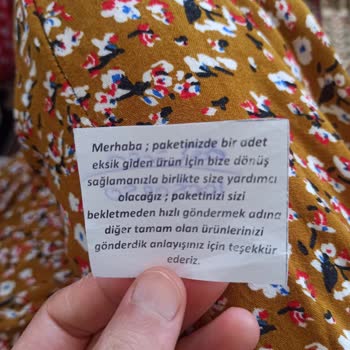 Merhaba ; paketinizde bir adet
eksik giden ürün için bize dönüş
sağlamanızla birlikte size yardımcı
olacağız ; paketinizi sizi
bekletmeden hızlı göndermek adına
diğer tamam olan ürünlerinizi
gönderdik anlayışınız için teşekkür
ederiz.